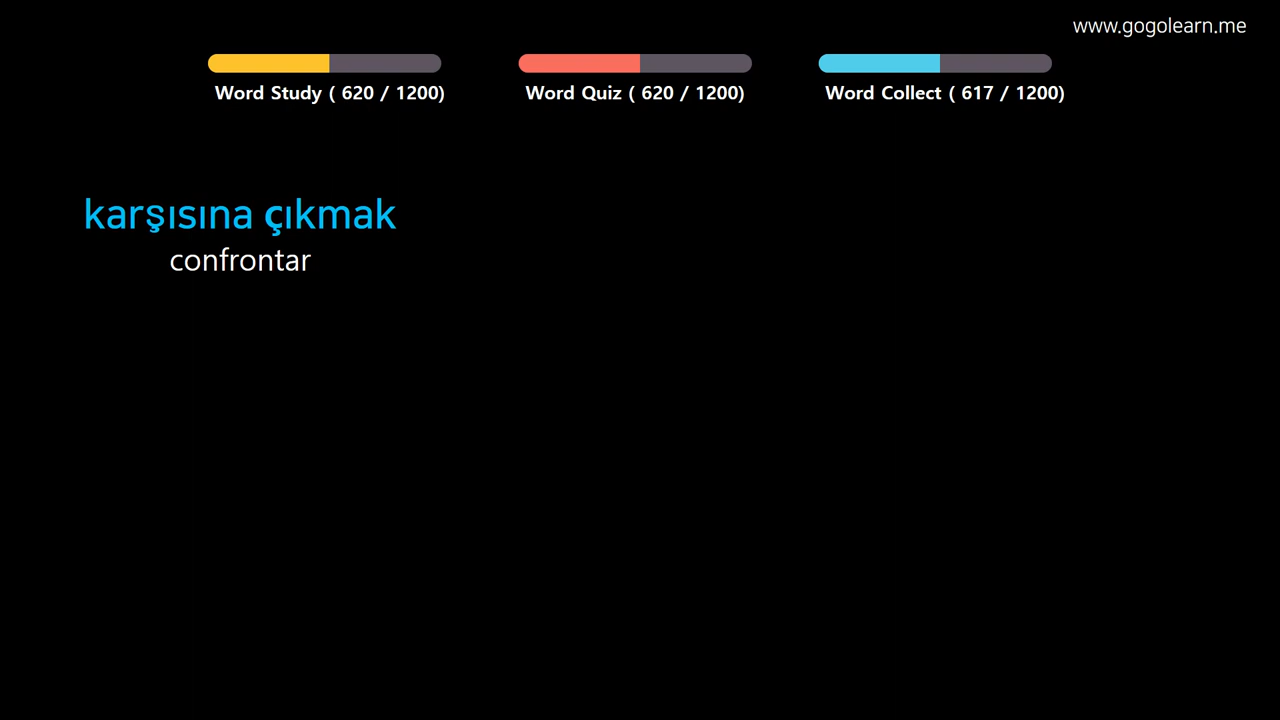 www.gogolearn.me
Word Study ( 620 / 1200)
Word Quiz ( 620 / 1200)
Word Collect ( 617 / 1200)
karşısına çıkmak
confrontar